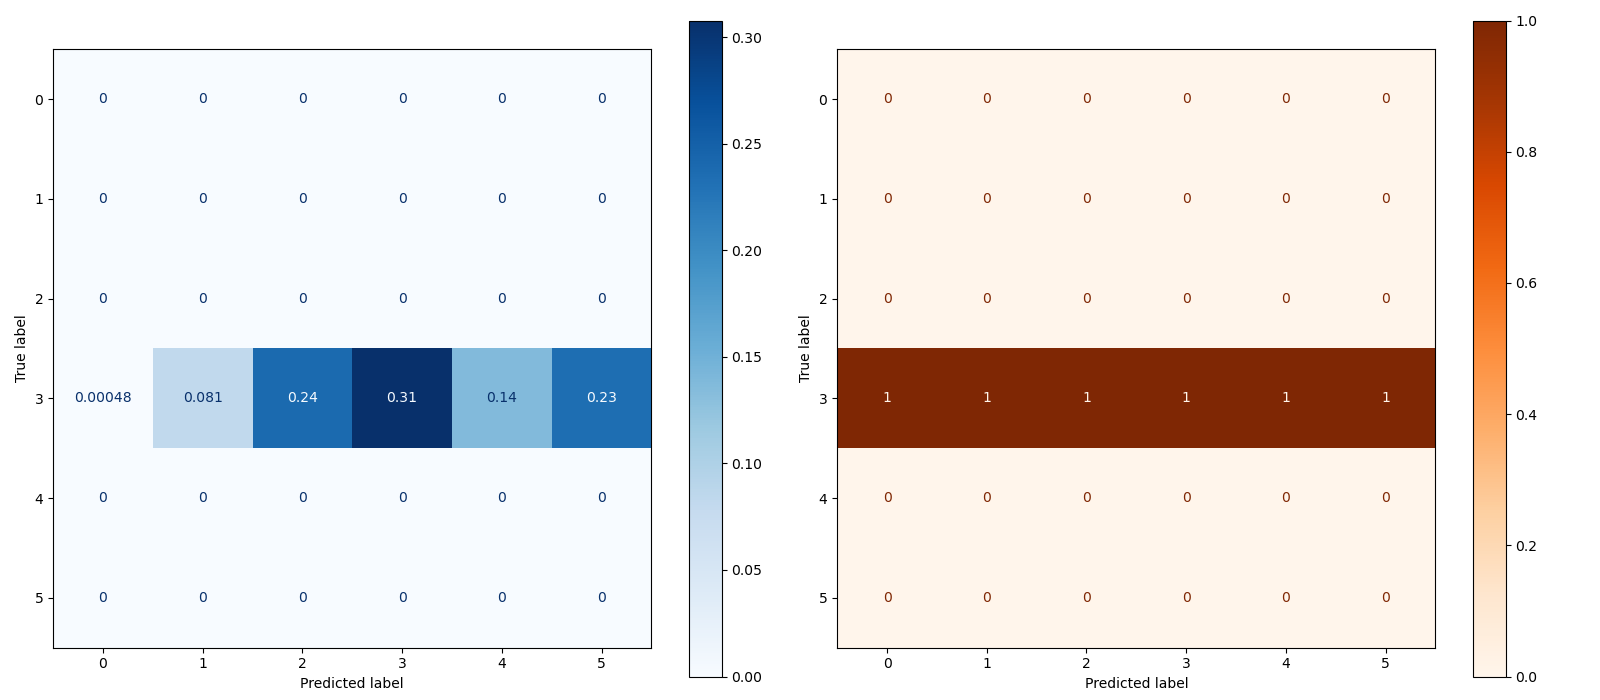 0 0 0 0 0 0 0
1 0 0 0 0 0 0
2 0 0 0 0 0 0
3 0.00048 0.081 0.24 0.31 0.14 0.23
4 0 0 0 0 0 0
5 0 0 0 0 0 0
0 1 2 3 4 5
True label
Predicted label
0.30
0.25
0.20
0.15
0.10
0.05
0.00
0 0 0 0 0 0 0
1 0 0 0 0 0 0
2 0 0 0 0 0 0
3 1 1 1 1 1 1
4 0 0 0 0 0 0
5 0 0 0 0 0 0
0 1 2 3 4 5
True label
Predicted label
1.0
0.8
0.6
0.4
0.2
0.0